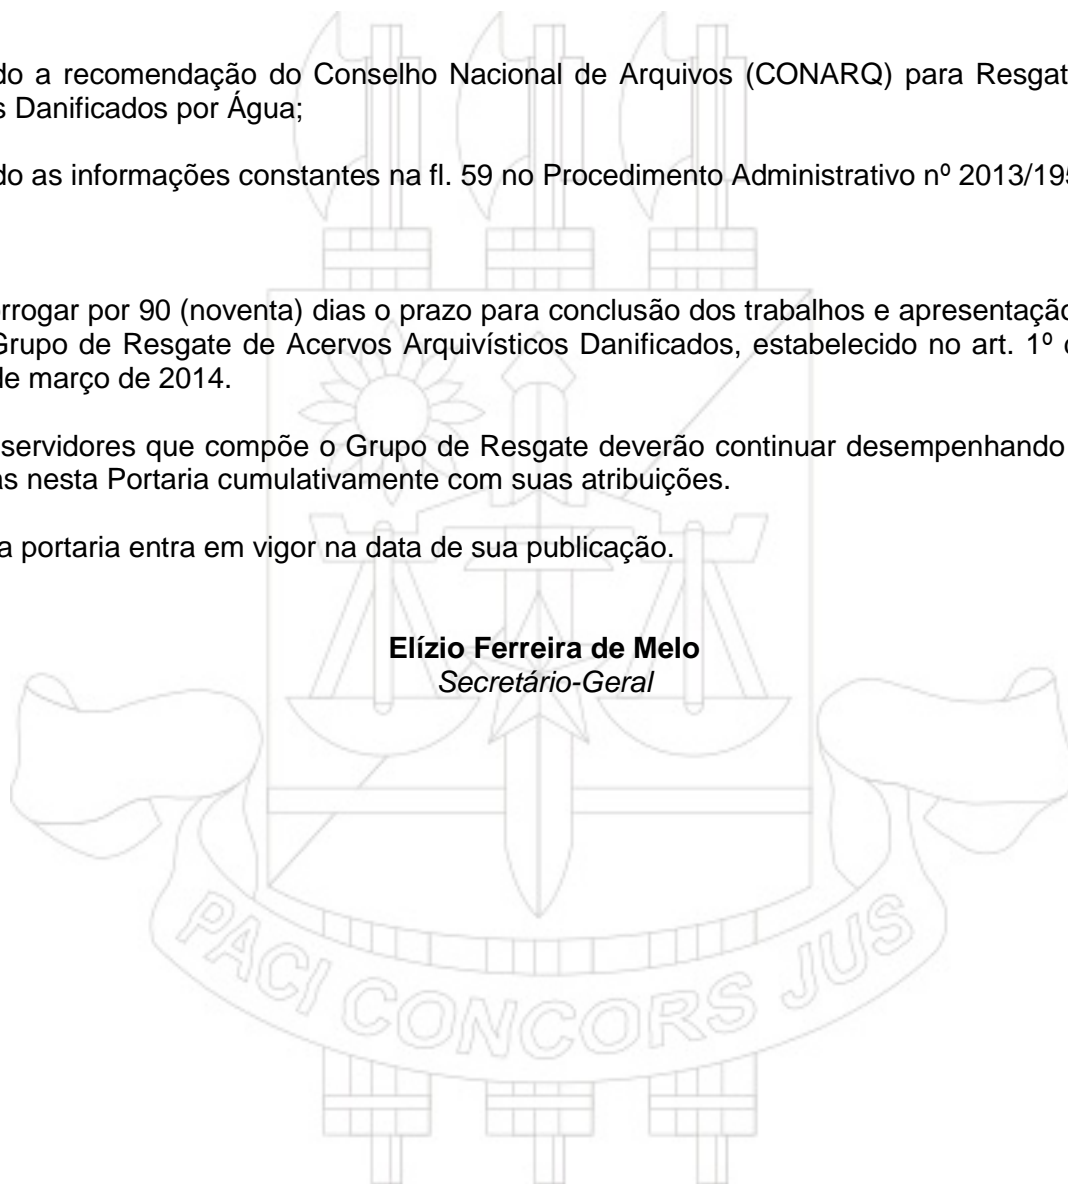 do a recomendação do Conselho Nacional de Arquivos (CONARQ) para Resgat
s Danificados por Água;
do as informações constantes na fl. 59 no Procedimento Administrativo nº 2013/195
rrogar por 90 (noventa) dias o prazo para conclusão dos trabalhos e apresentação
Grupo de Resgate de Acervos Arquivísticos Danificados, estabelecido no art. 1º
de março de 2014.
servidores que compõe o Grupo de Resgate deverão continuar desempenhando
as nesta Portaria cumulativamente com suas atribuições.
a portaria entra em vigor na data de sua publicação.
Elízio Ferreira de Melo
Secretário-Geral
PACI CONCORS JUS